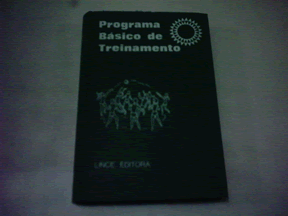 Programa
Básico de
Treinamento
LINCE EDITORA